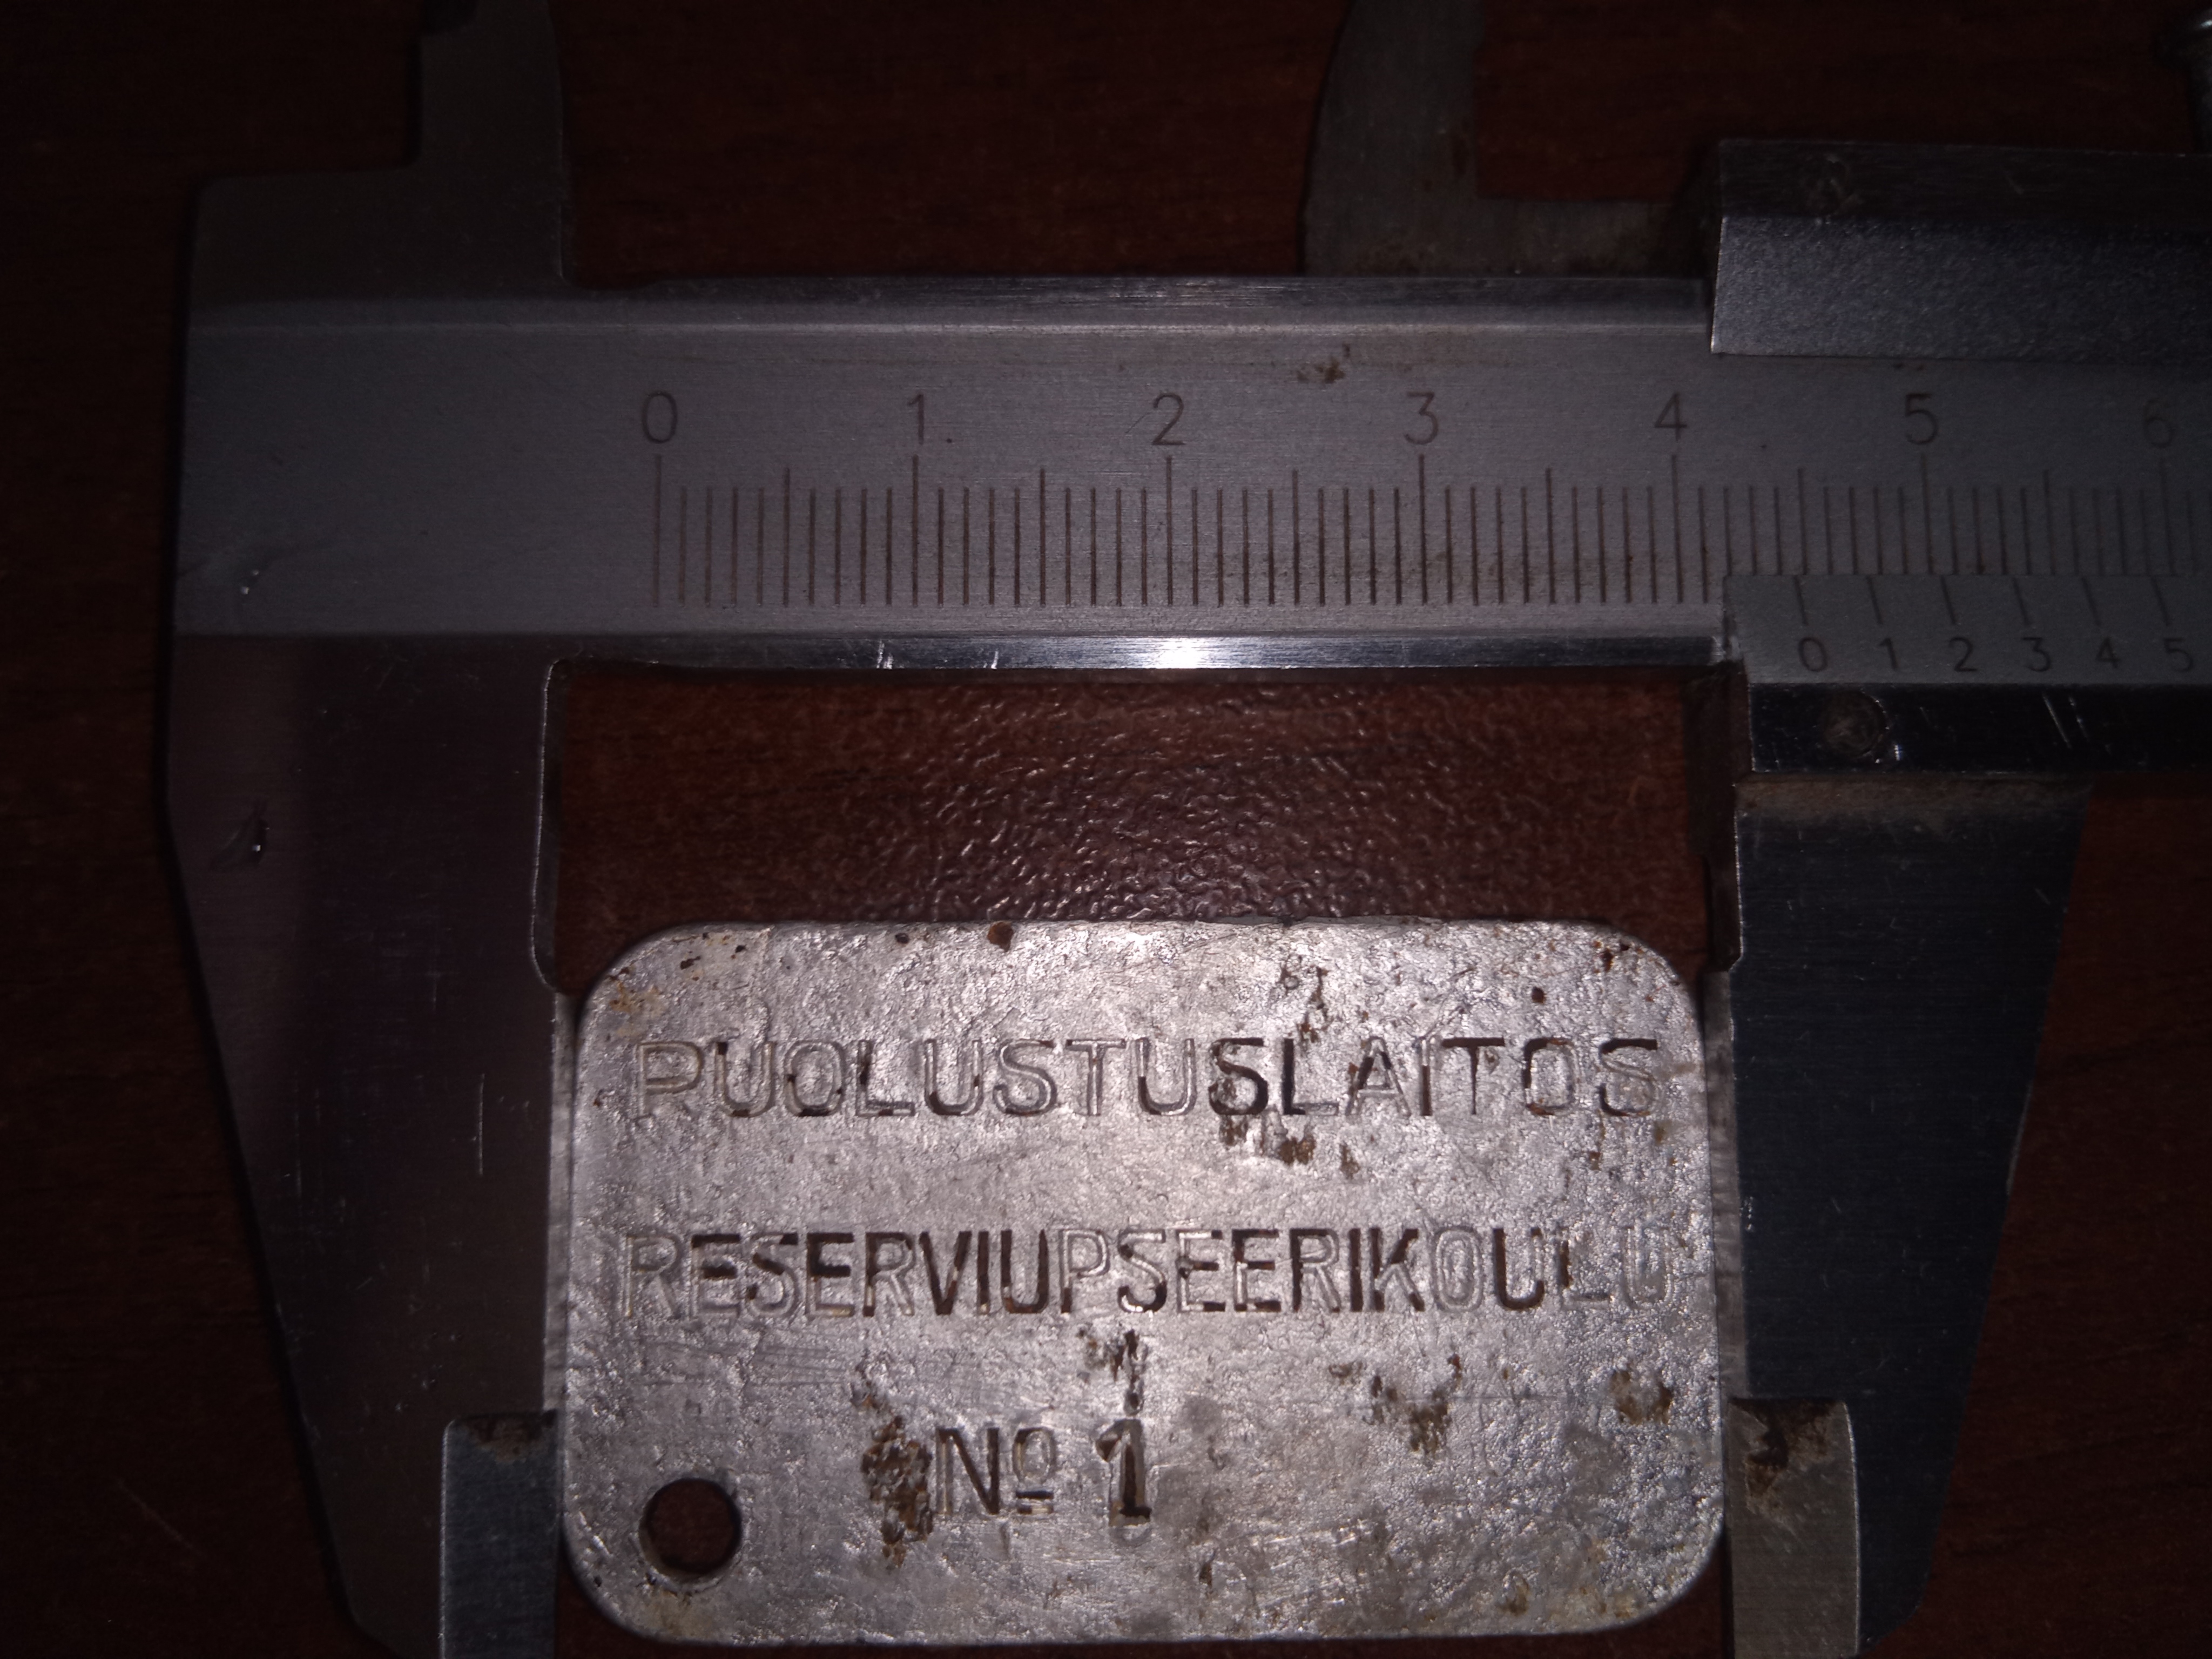 0 1 2 3 4 5 6
0 1 2 3 4 5
PUOLUSTUSLAITOS
RESERVIUPSEERIKOULU
Nº 1